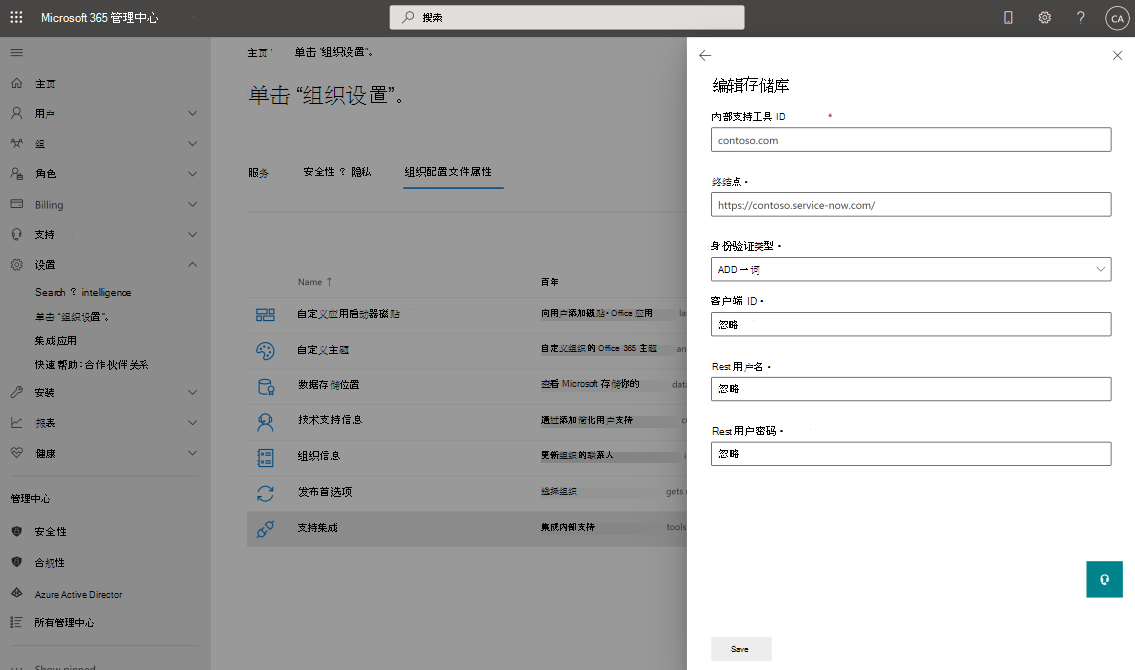 Microsoft 365 管理中心
搜索
CA
主页
用户
组
角色
Billing
支持
设置
Search ? intelligence
单击 “组织设置”。
集成应用
快速帮助：合作伙伴关系
安装
报表
健康
管理中心
安全性
合规性
Azure Active Director
所有管理中心
Show pinned
主页
单击 “组织设置”。
单击 “组织设置”。
服务
安全性 ? 隐私
组织配置文件属性
Name ↑
百年
自定义应用启动器磁贴
向用户添加磁贴• Office 应用
自定义主题
自定义组织的 Office 365 主题
an
数据存储位置
查看 Microsoft 存储你的
data
技术支持信息
通过添加简化用户支持
组织信息
更新组织的联系人
发布首选项
选择组织
gets
支持集成
集成内部支持
tools
编辑存储库
内部支持工具 ID *
contoso.com
终结点 •
https://contoso.service-now.com/
身份验证类型 •
ADD 一词
客户端 ID •
忽略
Rest 用户名 •
忽略
Rest 用户密码 •
忽略
Save